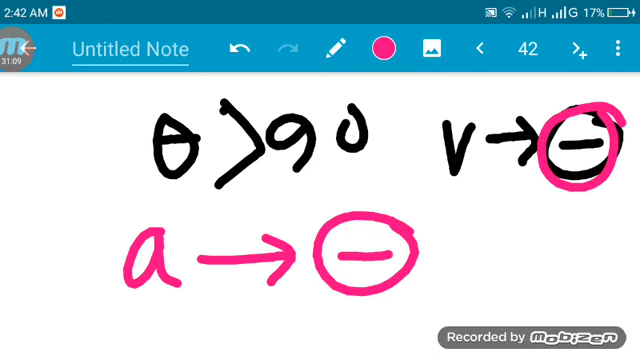 2:42 AM H G 17%
31:09 Untitled Note 42
θ > 90 v → ⊖
a → ⊖
Recorded by mobizen